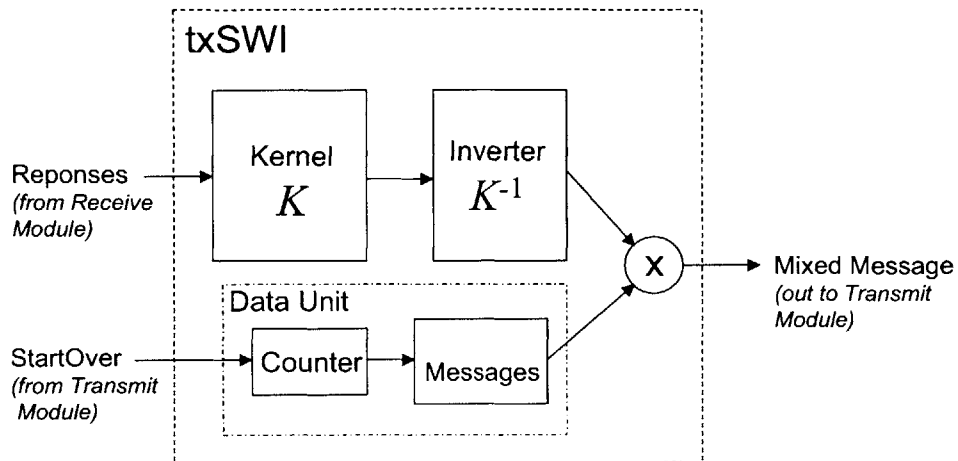 txSWI
Kernel
K
Inverter
K-1
Reponses
(from Receive
Module)
X
Mixed Message
(out to Transmit
Module)
Data Unit
Counter
Messages
StartOver
(from Transmit
Module)